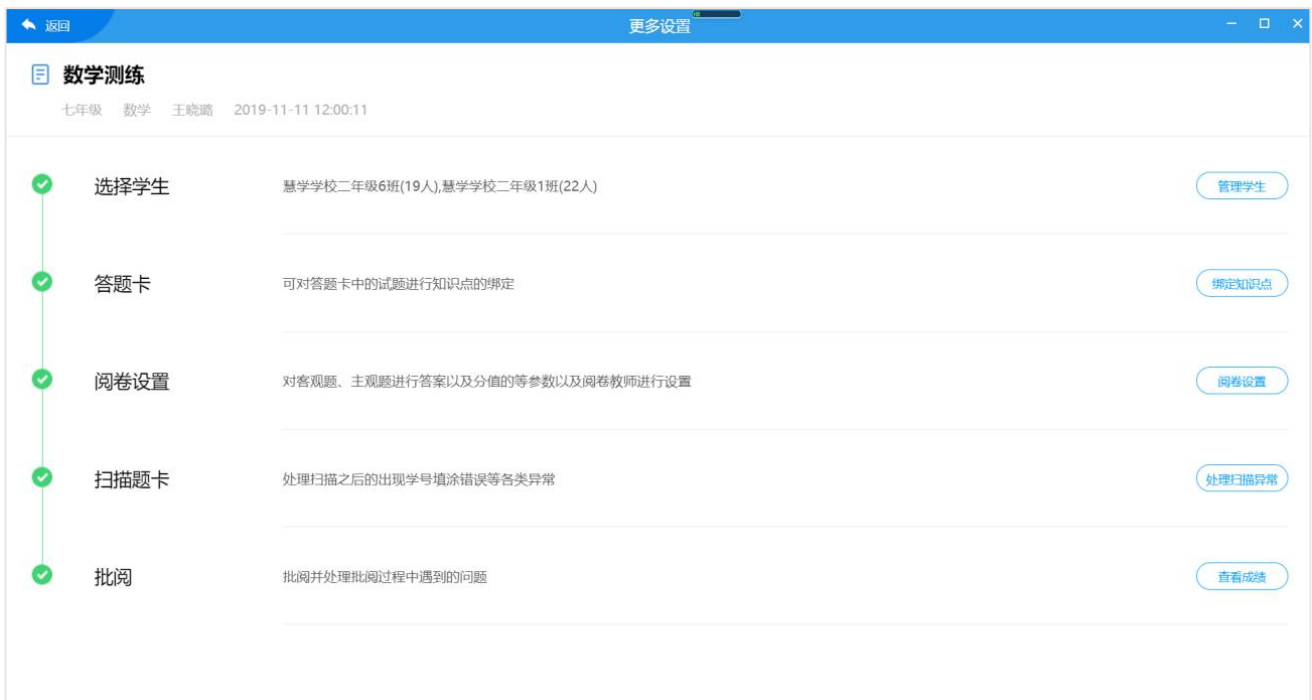 返回
更多设置
数学测练
七年级 数学 王晓璐 2019-11-11 12:00:11
选择学生 慧学学校二年级6班(19人),慧学学校二年级1班(22人) 管理学生
答题卡 可对答题卡中的试题进行知识点的绑定 绑定知识点
阅卷设置 对客观题、主观题进行答案以及分值的等参数以及阅卷教师进行设置 阅卷设置
扫描题卡 处理扫描之后的出现学号填涂错误等各类异常 处理扫描异常
批阅 批阅并处理批阅过程中遇到的问题 查看成绩